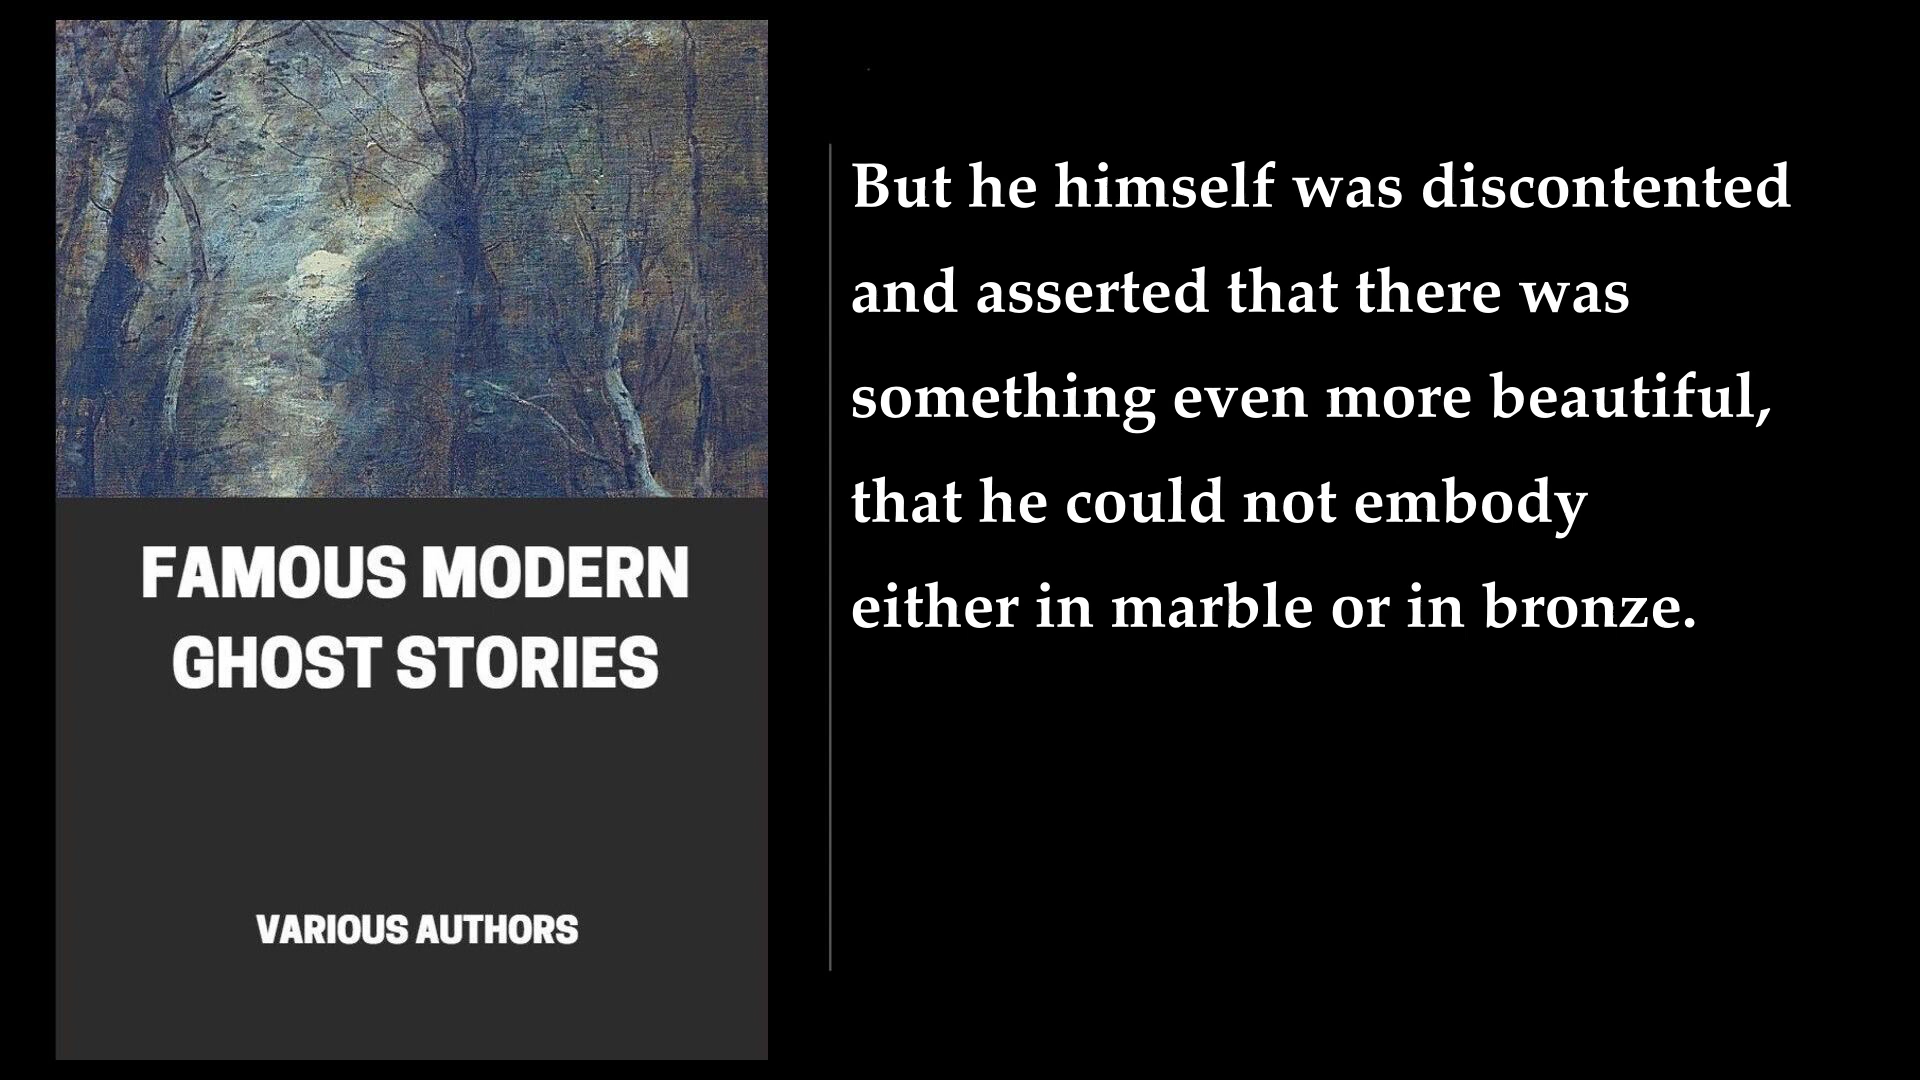 FAMOUS MODERN
GHOST STORIES
VARIOUS AUTHORS
But he himself was discontented
and asserted that there was
something even more beautiful,
that he could not embody
either in marble or in bronze.